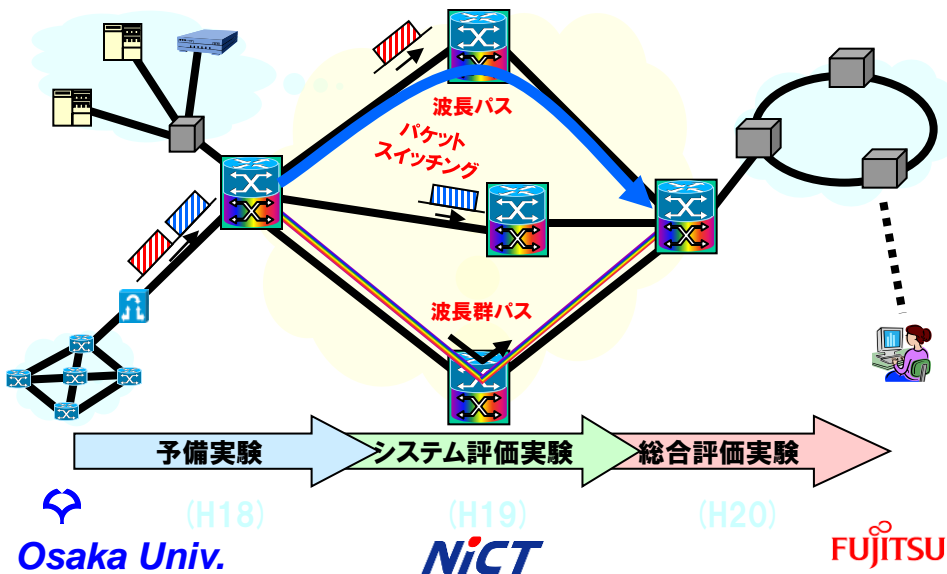 波長パス
パケット
スイッチング
波長群パス
予備実験
システム評価実験
総合評価実験
(H18)
(H19)
(H20)
Osaka Univ.
NiCT
FUJITSU